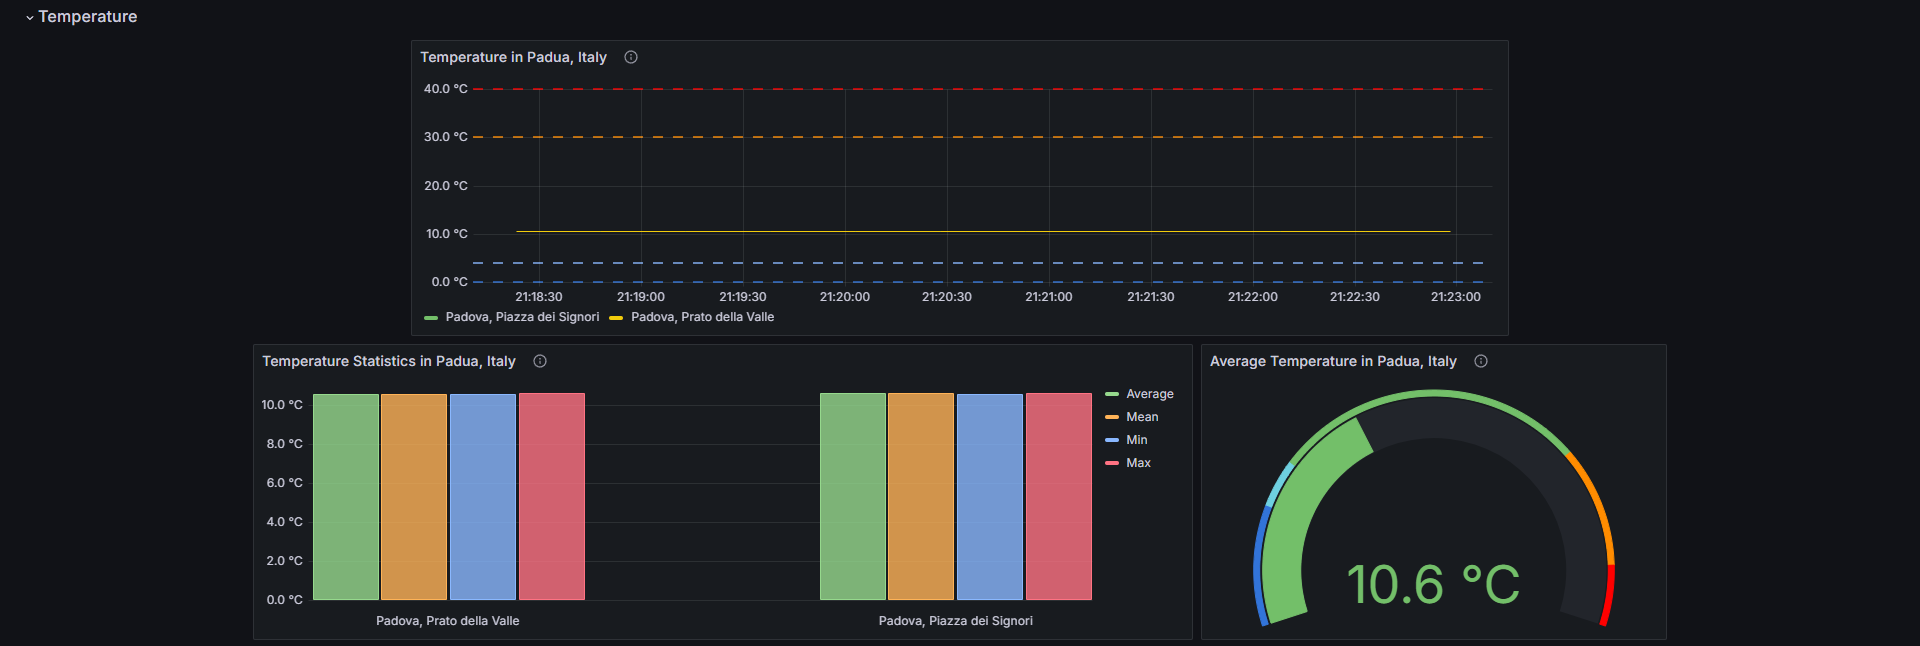 Temperature
Temperature in Padua, Italy
40.0 °C
30.0 °C
20.0 °C
10.0 °C
0.0 °C
21:18:30 21:19:00 21:19:30 21:20:00 21:20:30 21:21:00 21:21:30 21:22:00 21:22:30 21:23:00
Padova, Piazza dei Signori Padova, Prato della Valle
Temperature Statistics in Padua, Italy
10.0 °C
8.0 °C
6.0 °C
4.0 °C
2.0 °C
0.0 °C
Padova, Prato della Valle Padova, Piazza dei Signori
Average
Mean
Min
Max
Average Temperature in Padua, Italy
10.6 °C